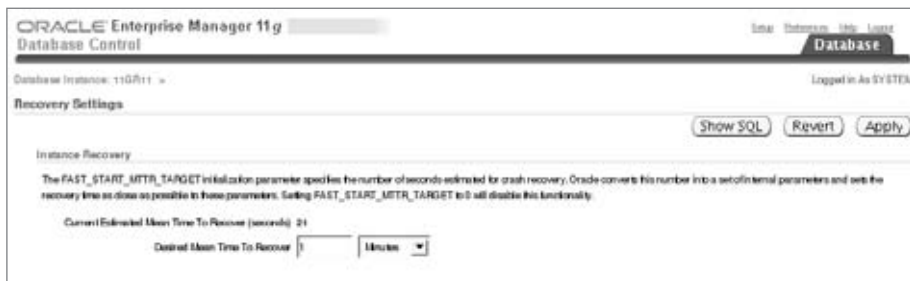 ORACLE Enterprise Manager 11g
Database Control
Setup Preferences Help Logout
Database
Database Instance: 11GR11 >
Logged in As SYSTEM
Recovery Settings
Show SQL Revert Apply
Instance Recovery
The FAST_START_MTTR_TARGET initialization parameter specifies the number of seconds estimated for crash recovery. Oracle converts this number into a set of internal parameters and sets the
recovery time as close as possible to these parameters. Setting FAST_START_MTTR_TARGET to 0 will disable this functionality.
Current Estimated Mean Time To Recover (seconds) 21
Desired Mean Time To Recover 1 Minutes